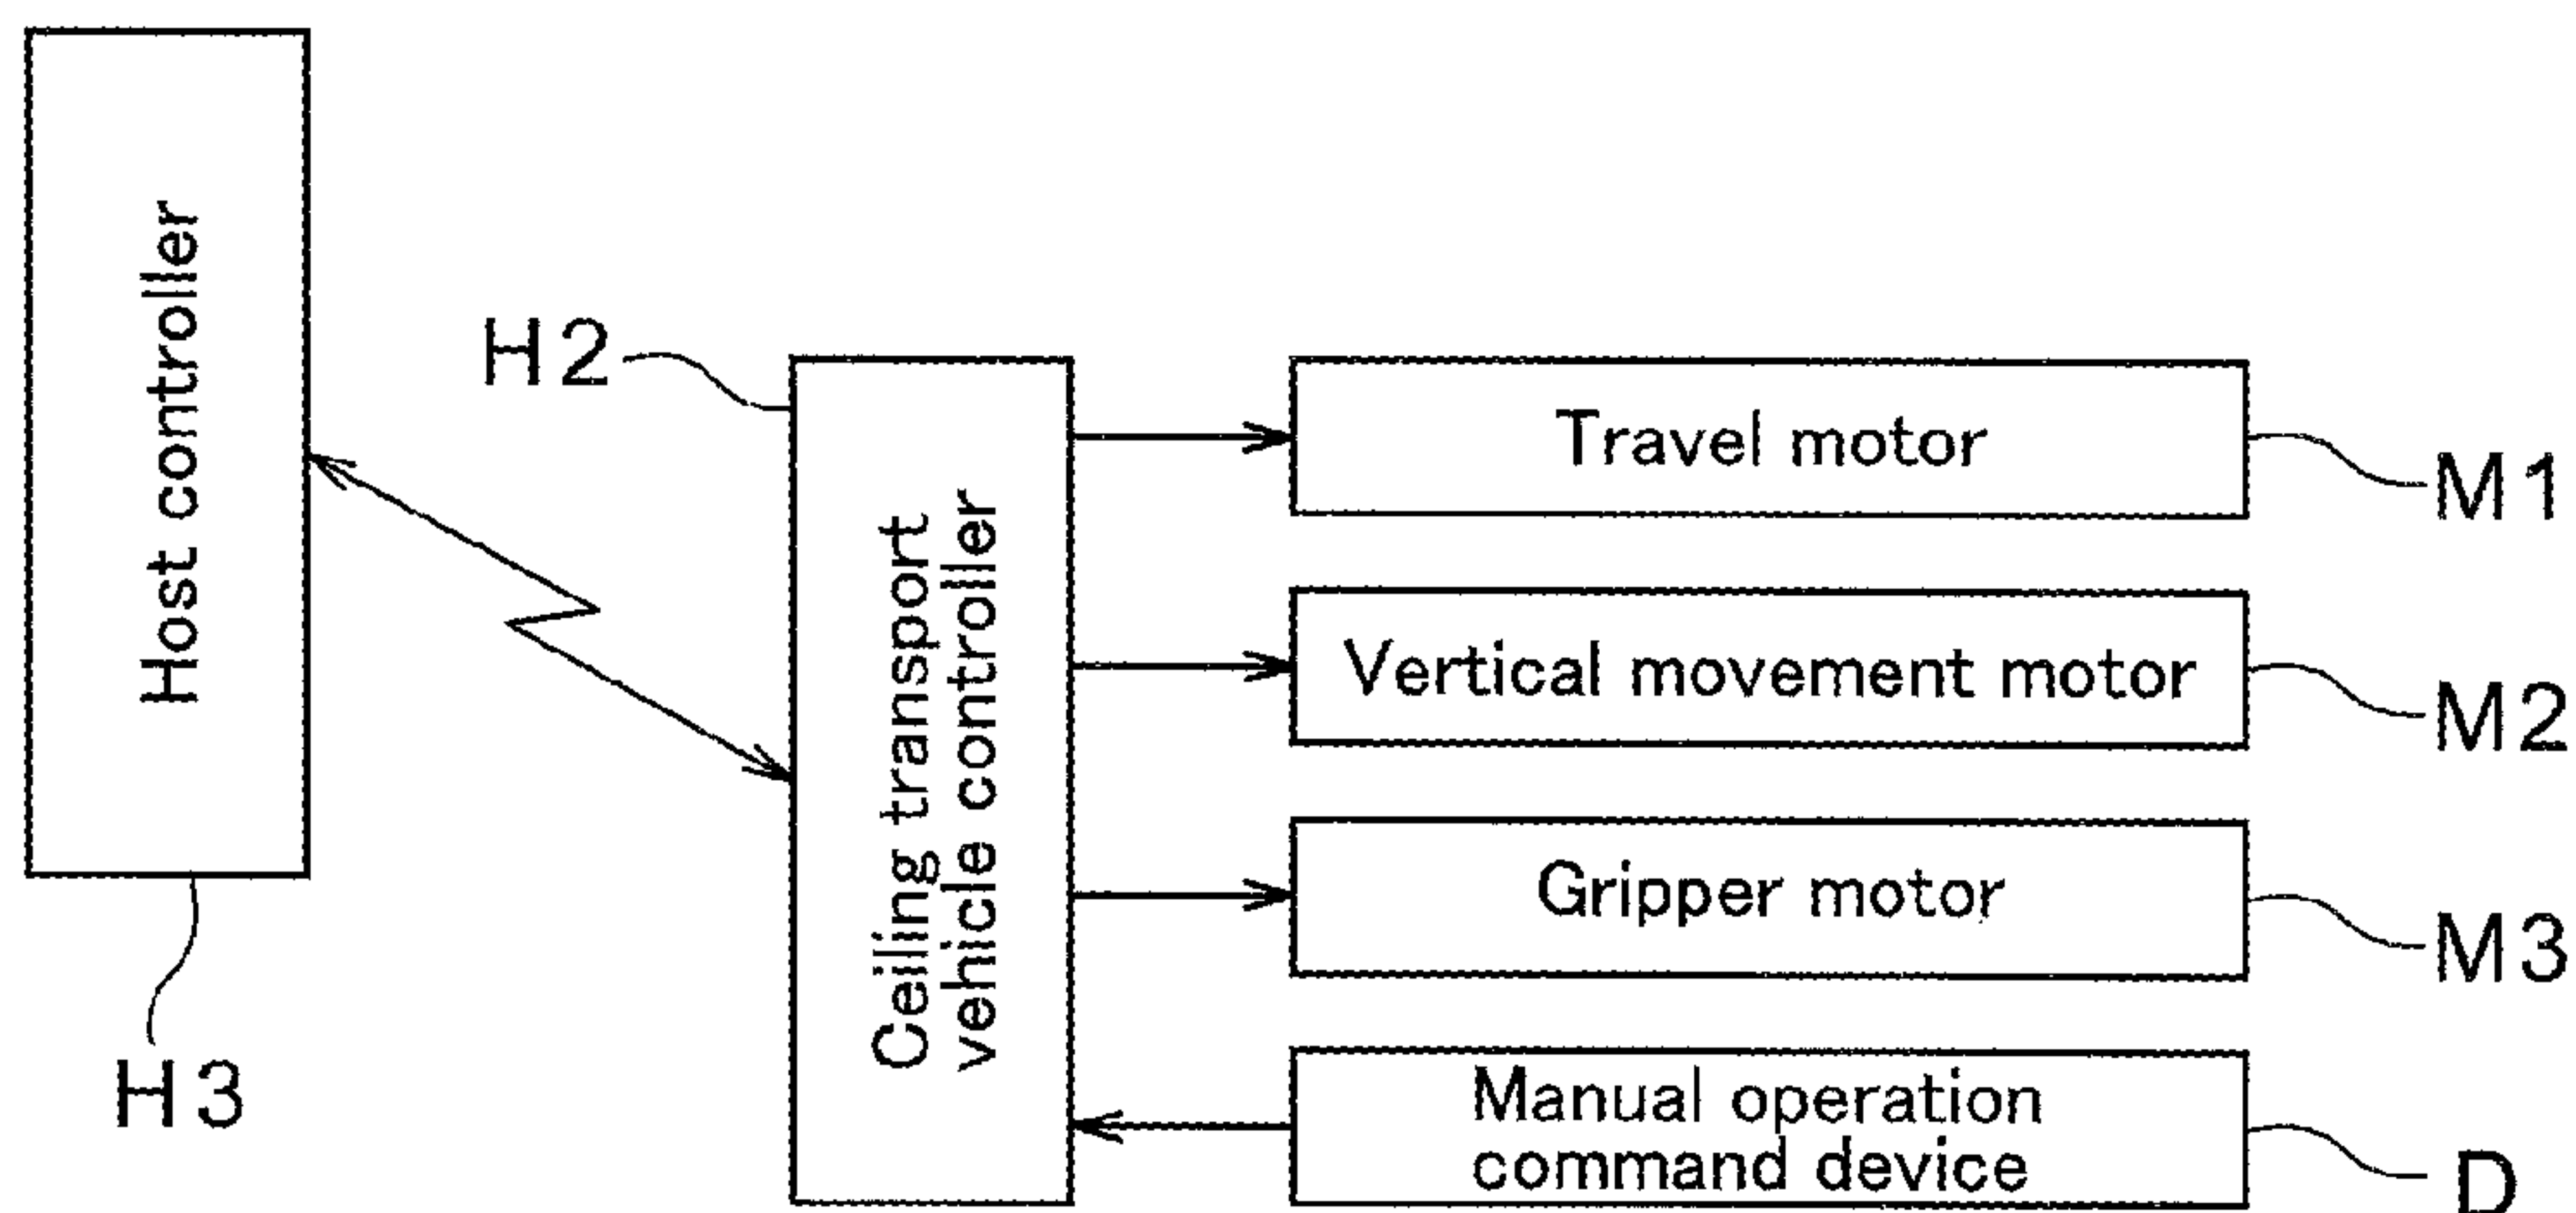 Host controller
H3
H2
Ceiling transport
vehicle controller
Travel motor
M1
Vertical movement motor
M2
Gripper motor
M3
Manual operation
command device
D